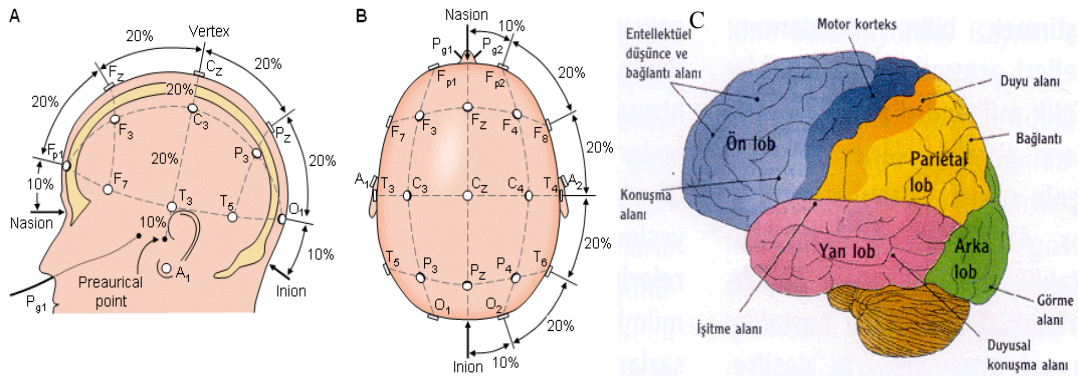 A
Vertex
20%
20%
Fz
Cz
20%
20%
20%
F3
C3
Pz
20%
P3
20%
Fp1
10%
F7
T3
T5
O1
Nasion
10%
10%
Preaurical
point
A1
Inion
Pg1
B
Nasion
10%
Pg1
Pg2
10%
Fp1
Fp2
20%
F7
F3
Fz
F4
F8
20%
A1
T3
C3
Cz
C4
T4
A2
20%
T5
P3
Pz
P4
T6
20%
O1
O2
10%
Inion
C
Motor korteks
Entellektüel
düşünce ve
bağlantı alanı
Duyu alanı
Ön lob
Bağlantı
Parietal
lob
Konuşma
alanı
Yan lob
Arka
lob
Görme
alanı
İşitme alanı
Duyusal
konuşma alanı